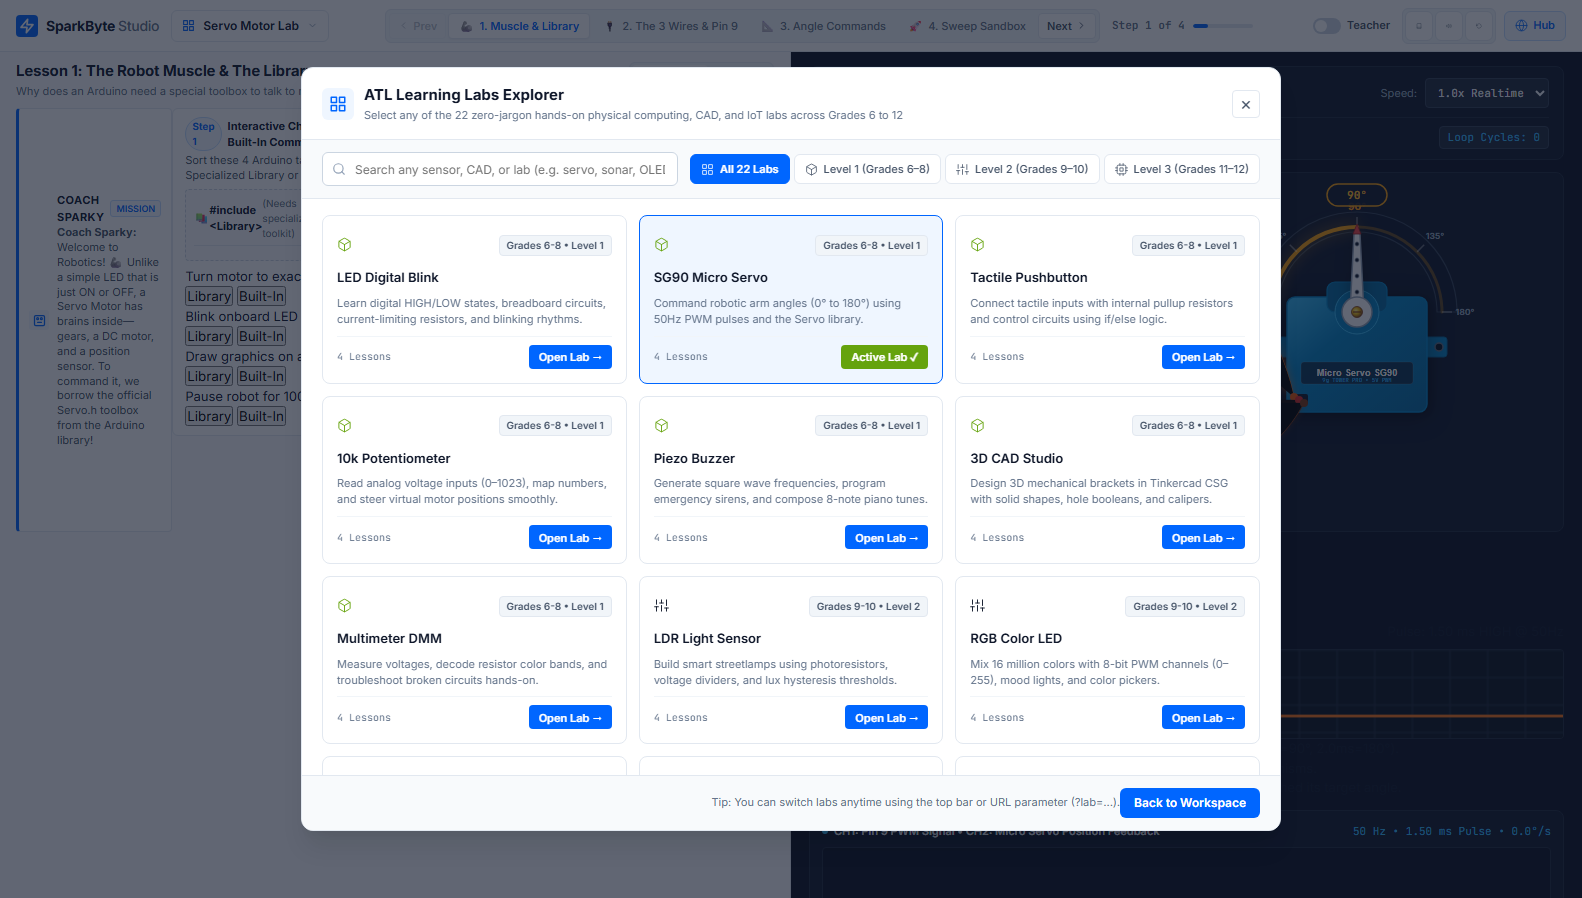 SparkByte Studio
Servo Motor Lab
Prev
1. Muscle & Library
2. The 3 Wires & Pin 9
3. Angle Commands
4. Sweep Sandbox
Next
Step 1 of 4
Teacher
Hub
Lesson 1: The Robot Muscle & The Librar
Why does an Arduino need a special toolbox to talk to
Speed:
1.0x Realtime
Loop Cycles: 0
COACH SPARKY
MISSION
Coach Sparky:
Welcome to
Robotics! 🦾 Unlike
a simple LED that is
just ON or OFF, a
Servo Motor has
brains inside—
gears, a DC motor,
and a position
sensor. To
command it, we
borrow the official
Servo.h toolbox
from the Arduino
library!
Step 1
Interactive Ch
Built-In Comm
Sort these 4 Arduino ta
Specialized Library or
#include <Library>
(Needs
specializ
toolkit)
Turn motor to exac
Library Built-In
Blink onboard LED
Library Built-In
Draw graphics on a
Library Built-In
Pause robot for 100
Library Built-In
ATL Learning Labs Explorer
Select any of the 22 zero-jargon hands-on physical computing, CAD, and IoT labs across Grades 6 to 12
Search any sensor, CAD, or lab (e.g. servo, sonar, OLE
All 22 Labs
Level 1 (Grades 6–8)
Level 2 (Grades 9–10)
Level 3 (Grades 11–12)
Grades 6-8 • Level 1
LED Digital Blink
Learn digital HIGH/LOW states, breadboard circuits,
current-limiting resistors, and blinking rhythms.
4 Lessons
Open Lab →
Grades 6-8 • Level 1
SG90 Micro Servo
Command robotic arm angles (0° to 180°) using
50Hz PWM pulses and the Servo library.
4 Lessons
Active Lab ✓
Grades 6-8 • Level 1
Tactile Pushbutton
Connect tactile inputs with internal pullup resistors
and control circuits using if/else logic.
4 Lessons
Open Lab →
Grades 6-8 • Level 1
10k Potentiometer
Read analog voltage inputs (0–1023), map numbers,
and steer virtual motor positions smoothly.
4 Lessons
Open Lab →
Grades 6-8 • Level 1
Piezo Buzzer
Generate square wave frequencies, program
emergency sirens, and compose 8-note piano tunes.
4 Lessons
Open Lab →
Grades 6-8 • Level 1
3D CAD Studio
Design 3D mechanical brackets in Tinkercad CSG
with solid shapes, hole booleans, and calipers.
4 Lessons
Open Lab →
Grades 6-8 • Level 1
Multimeter DMM
Measure voltages, decode resistor color bands, and
troubleshoot broken circuits hands-on.
4 Lessons
Open Lab →
Grades 9-10 • Level 2
LDR Light Sensor
Build smart streetlamps using photoresistors,
voltage dividers, and lux hysteresis thresholds.
4 Lessons
Open Lab →
Grades 9-10 • Level 2
RGB Color LED
Mix 16 million colors with 8-bit PWM channels (0–
255), mood lights, and color pickers.
4 Lessons
Open Lab →
Tip: You can switch labs anytime using the top bar or URL parameter (?lab=...).
Back to Workspace
90°
135°
180°
Micro Servo SG90
CH1: Pin 9 PWM Signal • CH2: Micro Servo Position Feedback
50 Hz • 1.50 ms Pulse • 0.0°/s